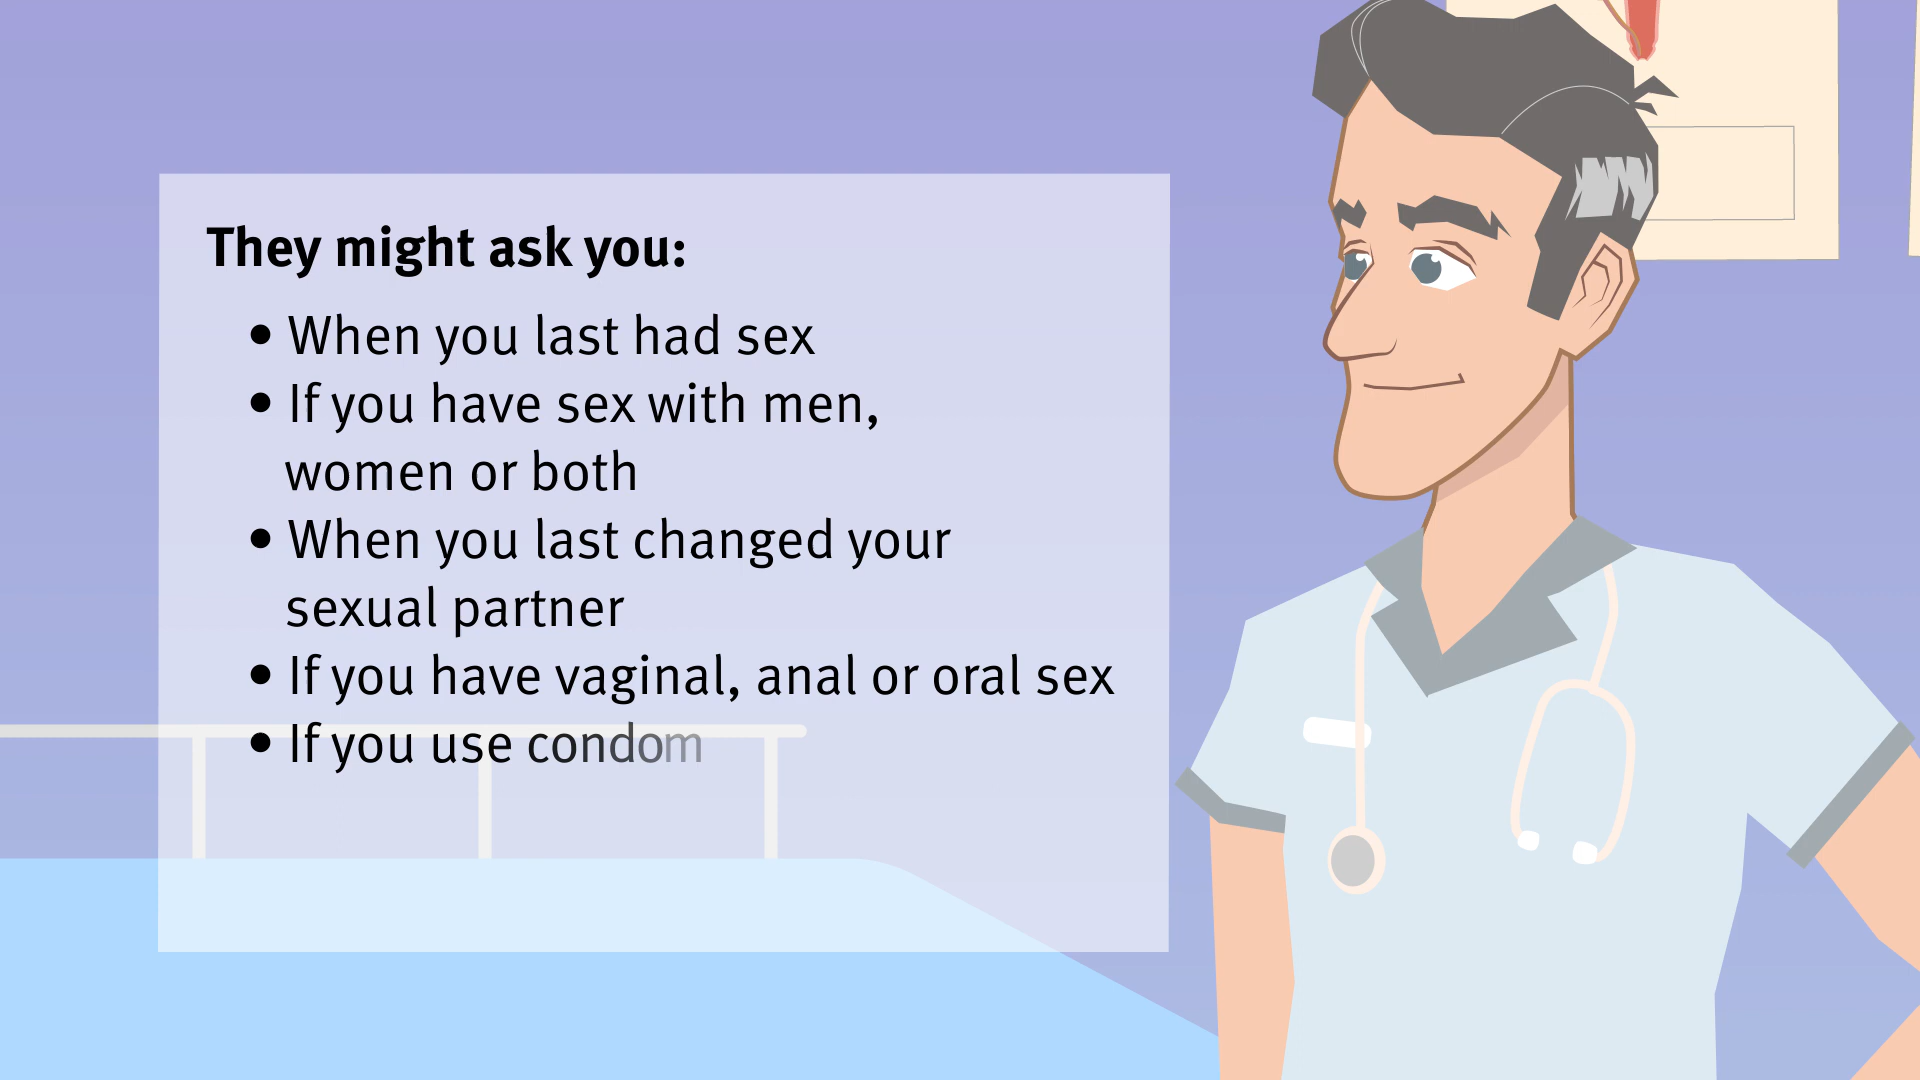 They might ask you:
• When you last had sex
• If you have sex with men,
women or both
• When you last changed your
sexual partner
• If you have vaginal, anal or oral sex
• If you use condom